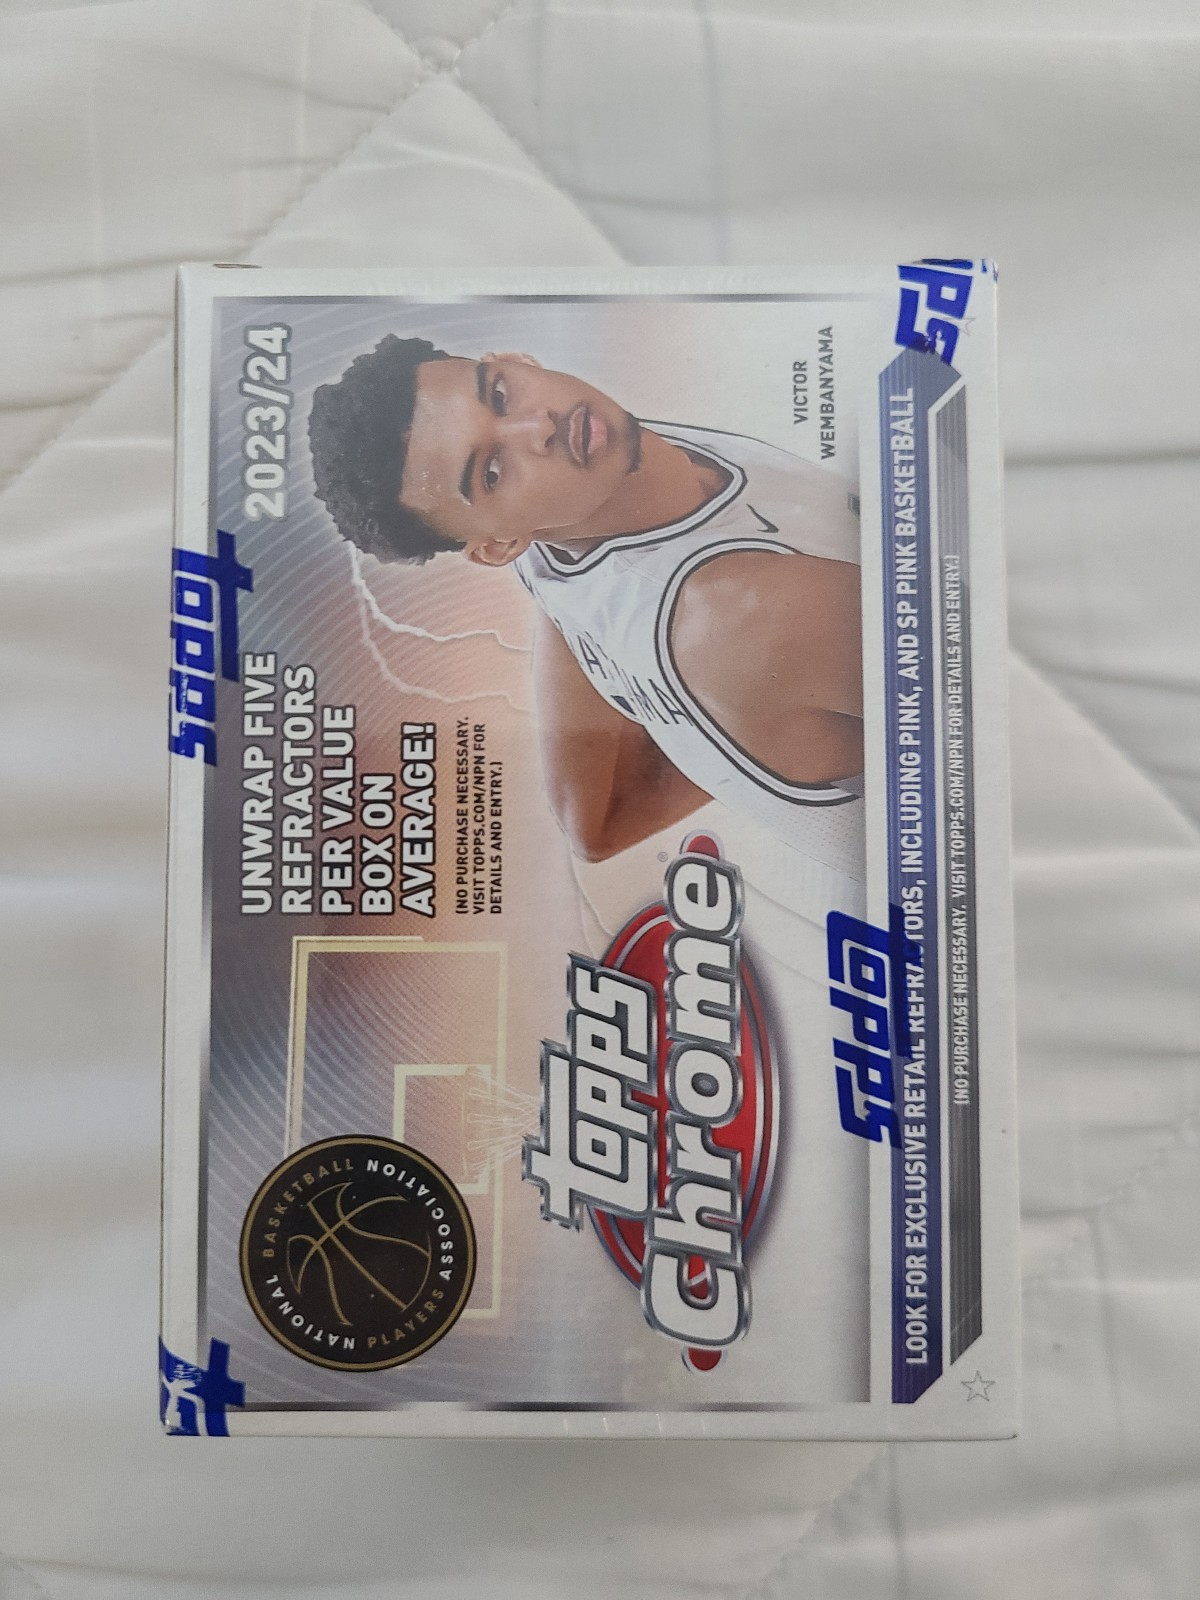 2023/24
UNWRAP FIVE
REFRACTORS
PER VALUE
BOX ON
AVERAGE!
(NO PURCHASE NECESSARY.
VISIT TOPPS.COM/NPN FOR
DETAILS AND ENTRY.)
NATIONAL BASKETBALL
PLAYERS ASSOCIATION
VICTOR
WEMBANYAMA
Topps
Chrome®
LOOK FOR EXCLUSIVE RETAIL REFRACTORS, INCLUDING PINK, AND SP PINK BASKETBALL
(NO PURCHASE NECESSARY. VISIT TOPPS.COM/NPN FOR DETAILS AND ENTRY.)
Topps
Topps